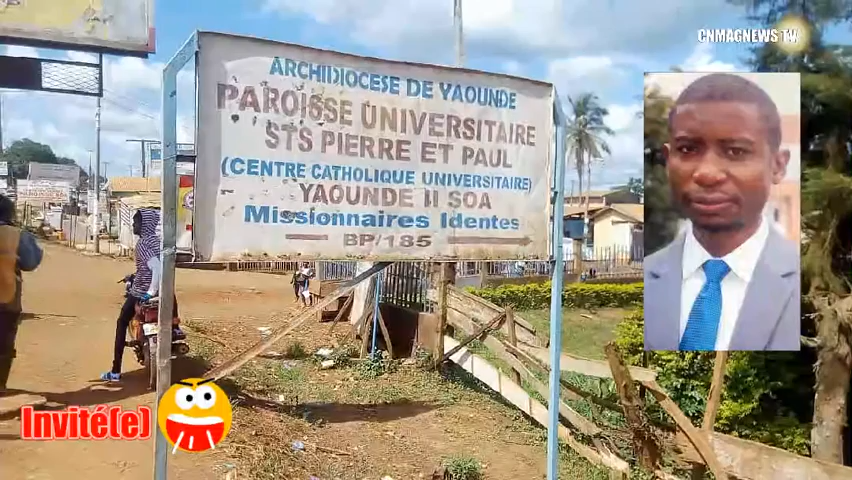 CNMAGNEWS TV
ARCHIDIOCESE DE YAOUNDE
PAROISSE UNIVERSITAIRE
STS PIERRE ET PAUL
(CENTRE CATHOLIQUE UNIVERSITAIRE)
YAOUNDE II SOA
Missionnaires Identes
BP/185
Invité(e)